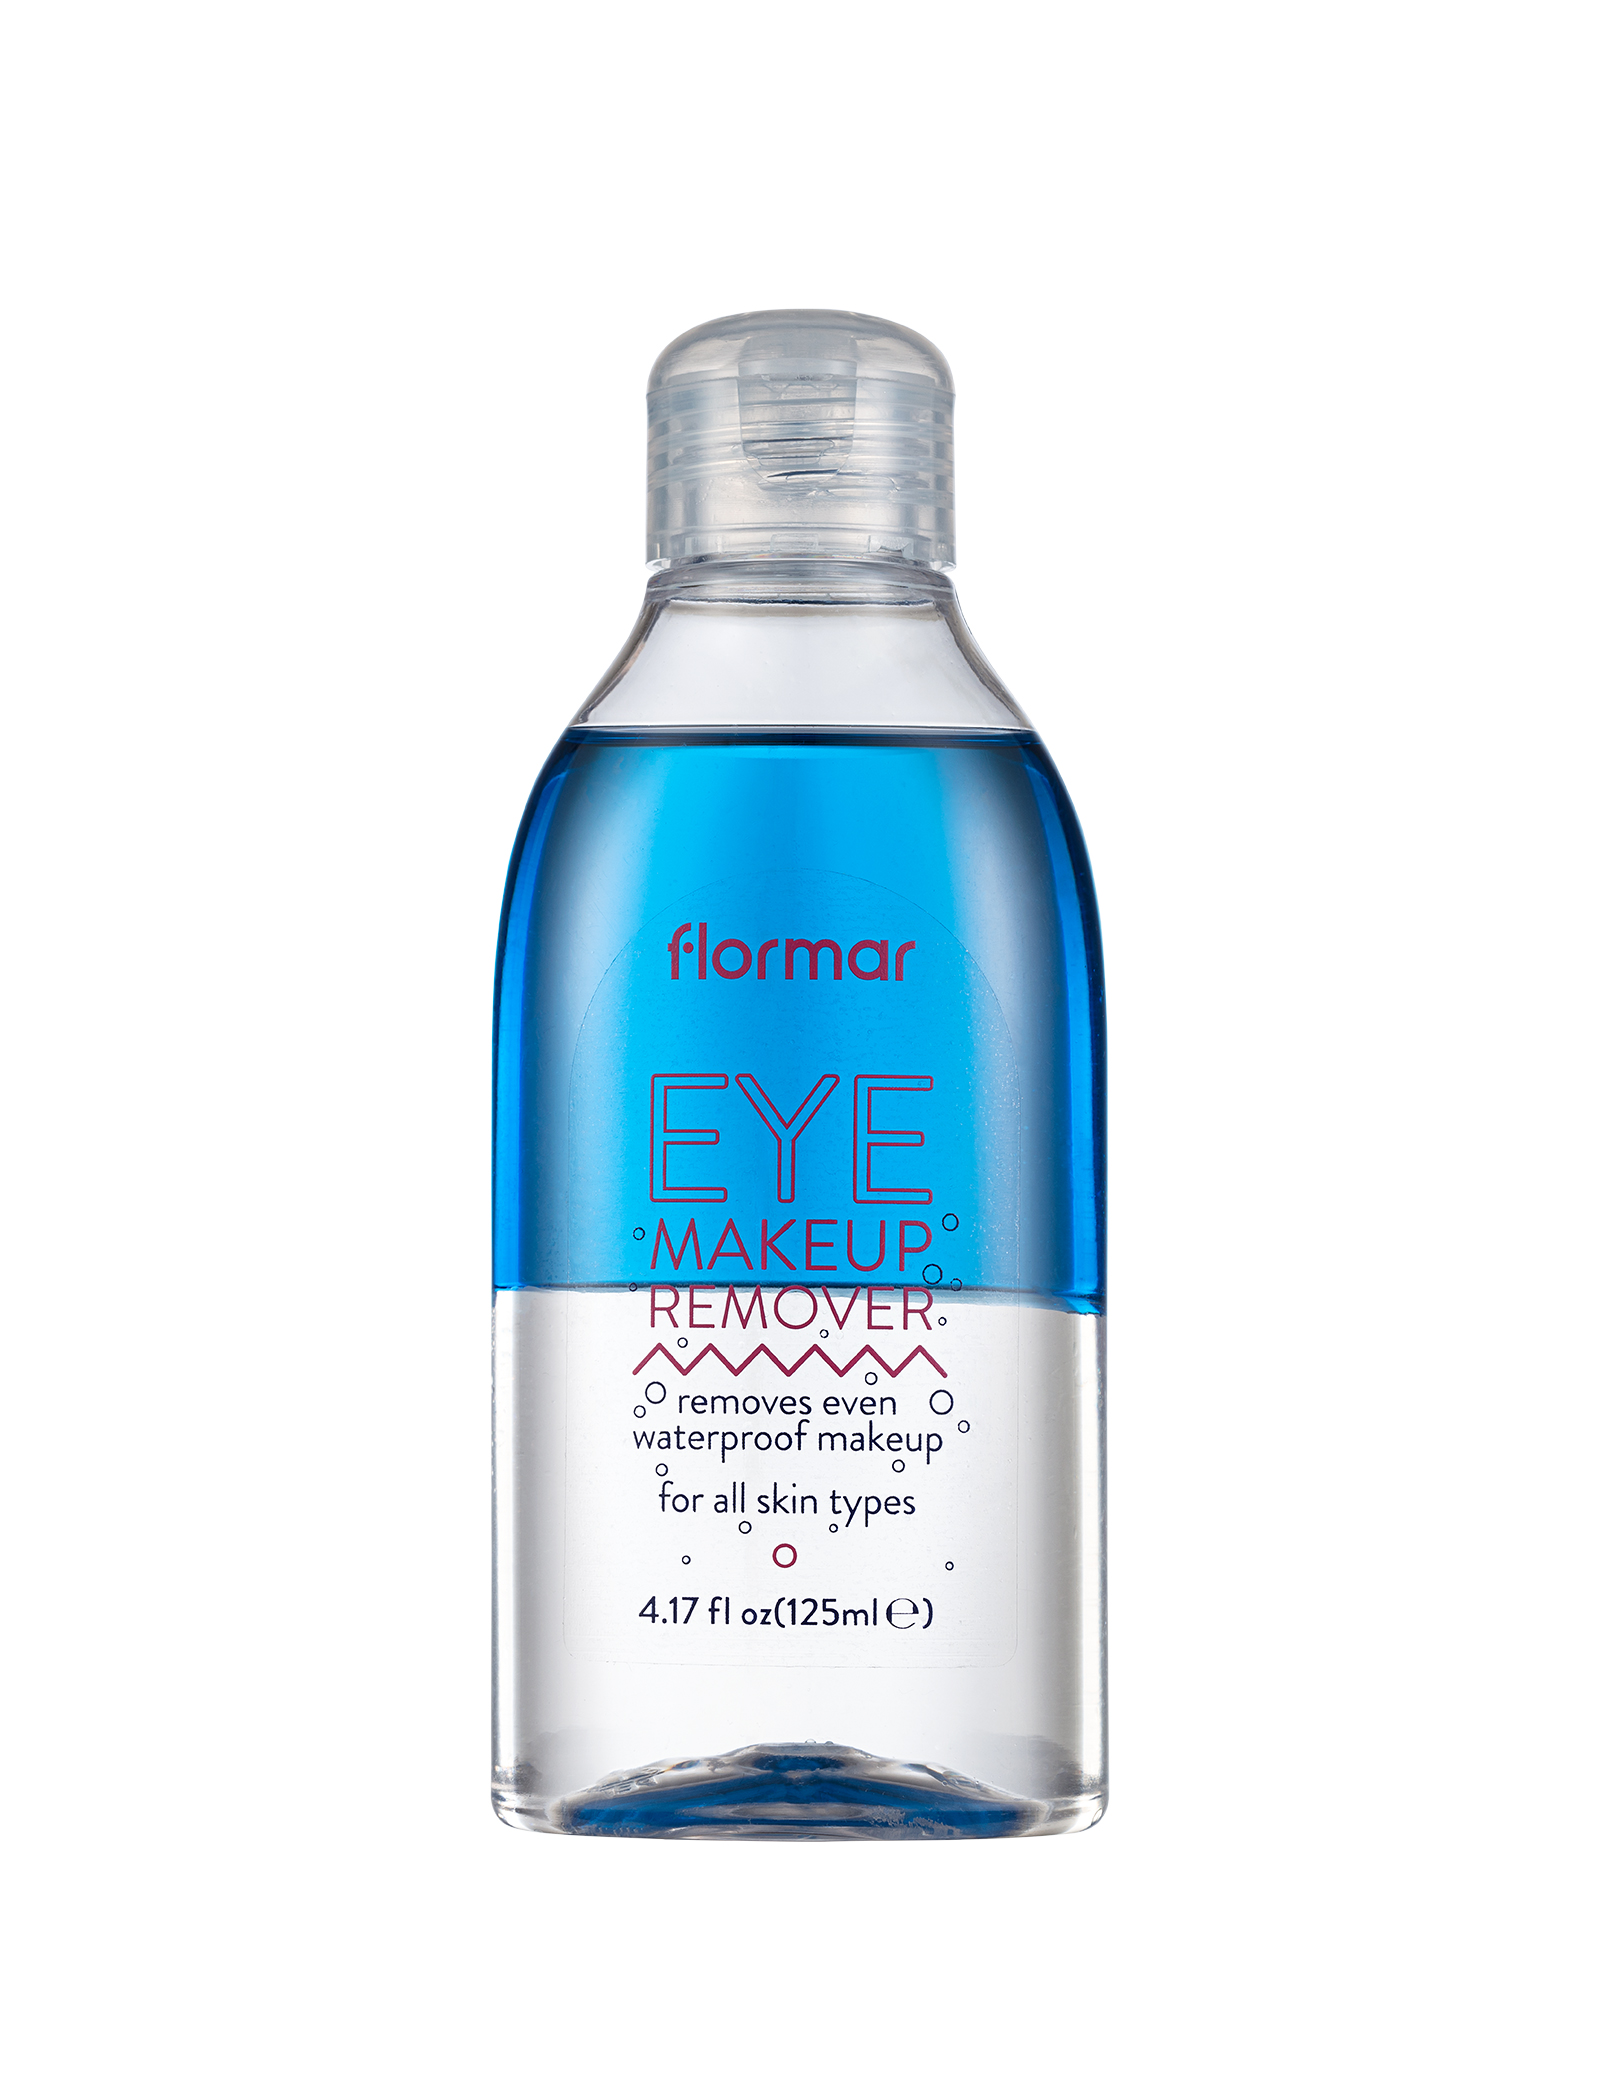 flormar
EYE
MAKEUP
REMOVER
removes even
waterproof makeup
for all skin types
4.17 fl oz(125ml℮)